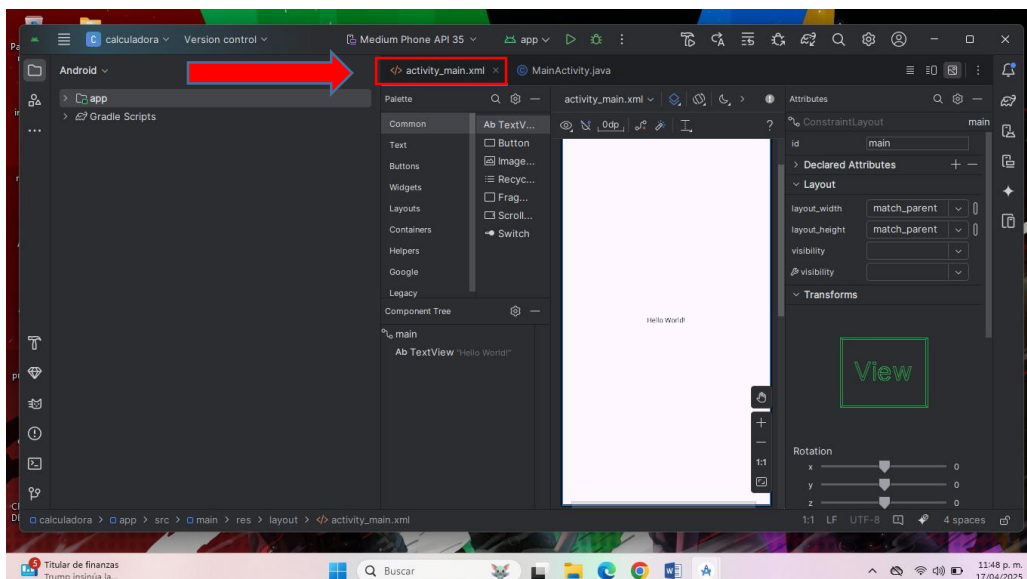 calculadora Version control Medium Phone API 35 app
Android
activity_main.xml MainActivity.java
app
Gradle Scripts
Palette
Common
Text
Buttons
Widgets
Layouts
Containers
Helpers
Google
Legacy
Ab TextV...
Button
Image...
Recyc...
Frag...
Scroll...
Switch
Component Tree
main
Ab TextView "Hello World!"
activity_main.xml
0dp
Hello World!
1:1
Attributes
ConstraintLayout main
id main
Declared Attributes
Layout
layout_width match_parent
layout_height match_parent
visibility
visibility
Transforms
View
Rotation
x 0
y 0
z 0
calculadora > app > src > main > res > layout > activity_main.xml
1:1 LF UTF-8 4 spaces
5 Titular de finanzas
Trump insinúa la...
Buscar
11:48 p. m.
17/04/2025